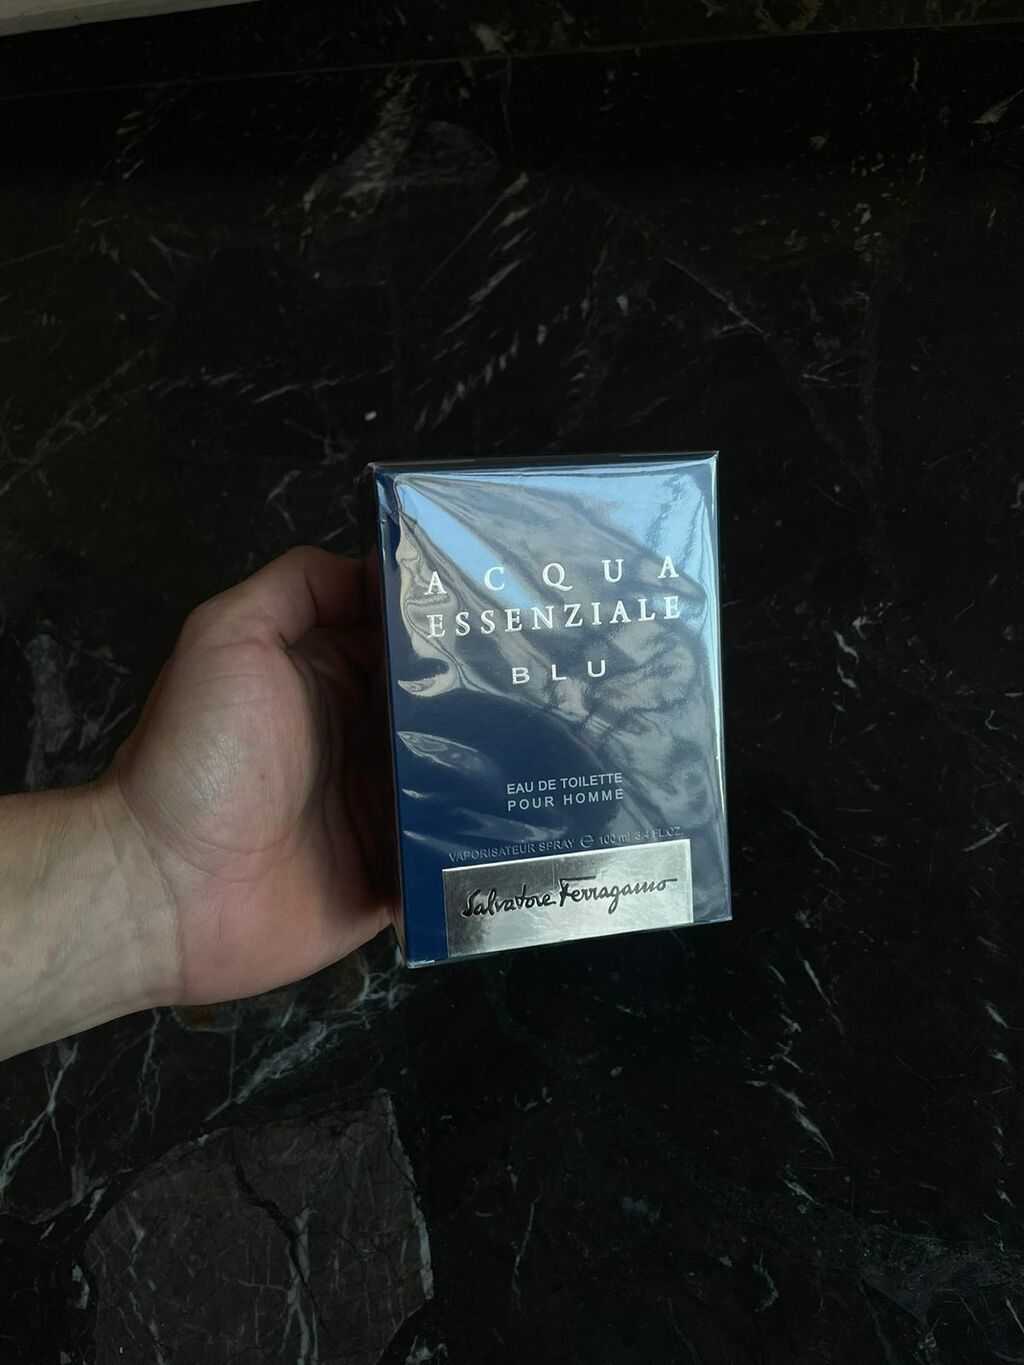 ACQUA
ESSENZIALE
BLU
EAU DE TOILETTE
POUR HOMME
VAPORISATEUR SPRAY ℮ 100 ml 3.4 FL.OZ.
Salvatore Ferragamo